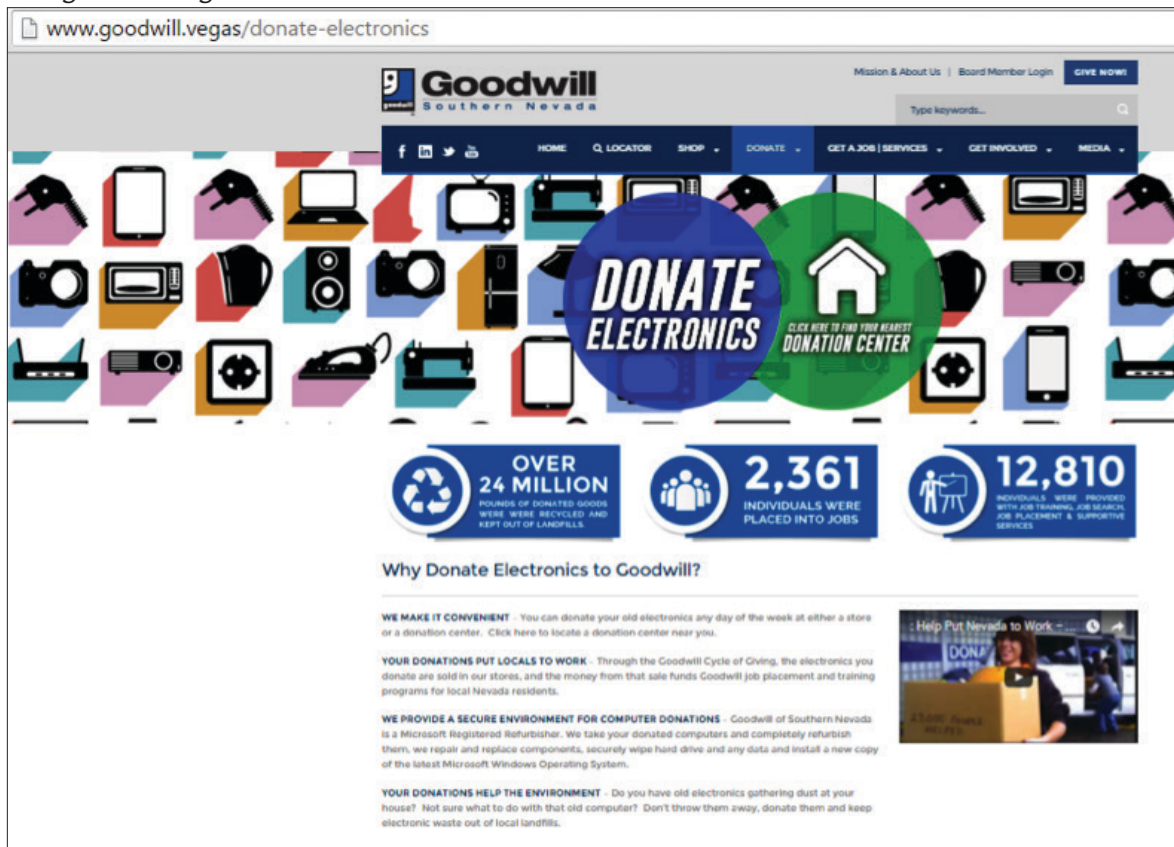 www.goodwill.vegas/donate-electronics
goodwill
Goodwill
Southern Nevada
Mission & About Us | Board Member Login GIVE NOW!
Type keywords...
HOME LOCATOR SHOP DONATE GET A JOB | SERVICES GET INVOLVED MEDIA
DONATE
ELECTRONICS
CLICK HERE TO FIND YOUR NEAREST
DONATION CENTER
OVER
24 MILLION
POUNDS OF DONATED GOODS
WERE WERE RECYCLED AND
KEPT OUT OF LANDFILLS.
2,361
INDIVIDUALS WERE
PLACED INTO JOBS
12,810
INDIVIDUALS WERE PROVIDED
WITH JOB TRAINING, JOB SEARCH,
JOB PLACEMENT & SUPPORTIVE
SERVICES
Why Donate Electronics to Goodwill?
WE MAKE IT CONVENIENT - You can donate your old electronics any day of the week at either a store
or a donation center. Click here to locate a donation center near you.
YOUR DONATIONS PUT LOCALS TO WORK - Through the Goodwill Cycle of Giving, the electronics you
donate are sold in our stores, and the money from that sale funds Goodwill job placement and training
programs for local Nevada residents.
WE PROVIDE A SECURE ENVIRONMENT FOR COMPUTER DONATIONS - Goodwill of Southern Nevada
is a Microsoft Registered Refurbisher. We take your donated computers and completely refurbish
them, we repair and replace components, securely wipe hard drive and any data and install a new copy
of the latest Microsoft Windows Operating System.
YOUR DONATIONS HELP THE ENVIRONMENT - Do you have old electronics gathering dust at your
house? Not sure what to do with that old computer? Don't throw them away, donate them and keep
electronic waste out of local landfills.
: Help Put Nevada to Work - ...
DONA